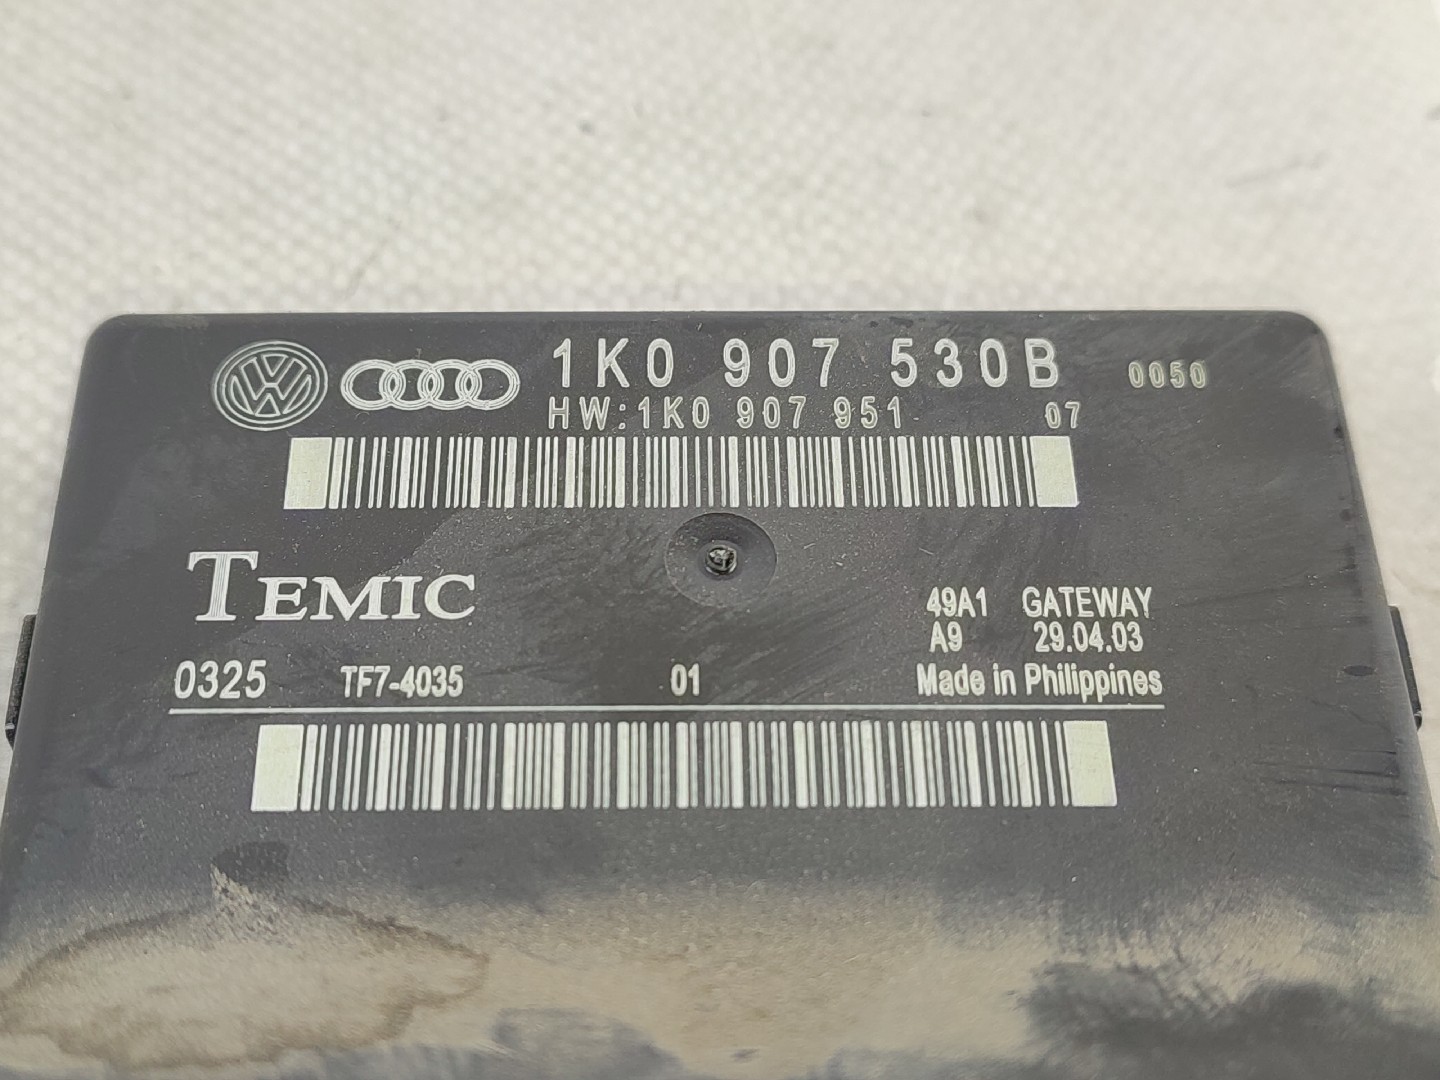 1K0 907 530B 0050
HW:1K0 907 951 07
TEMIC
49A1 GATEWAY
A9 29.04.03
0325 TF7-4035 01 Made in Philippines